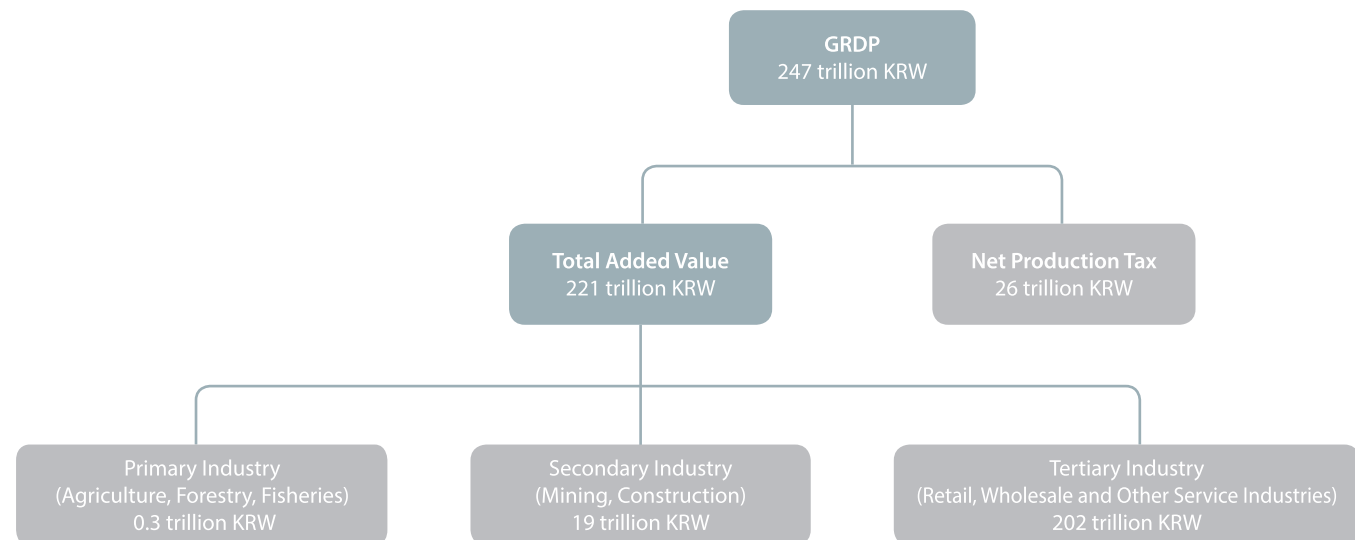 GRDP
247 trillion KRW
Total Added Value
221 trillion KRW
Net Production Tax
26 trillion KRW
Primary Industry
(Agriculture, Forestry, Fisheries)
0.3 trillion KRW
Secondary Industry
(Mining, Construction)
19 trillion KRW
Tertiary Industry
(Retail, Wholesale and Other Service Industries)
202 trillion KRW